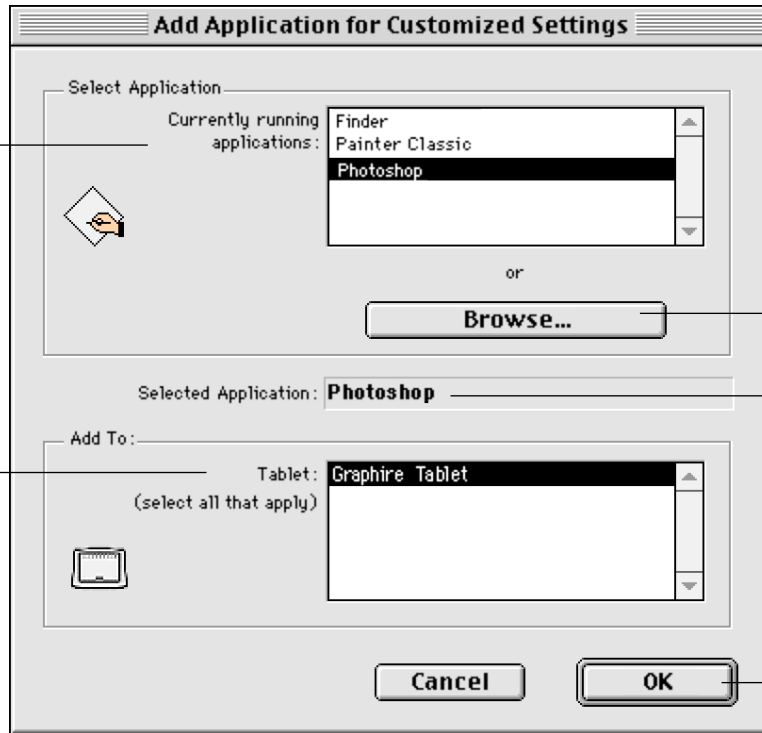 Add Application for Customized Settings
Select Application
Currently running
applications:
Finder
Painter Classic
Photoshop
or
Browse...
Selected Application: Photoshop
Add To:
Tablet:
(select all that apply)
Graphire Tablet
Cancel
OK